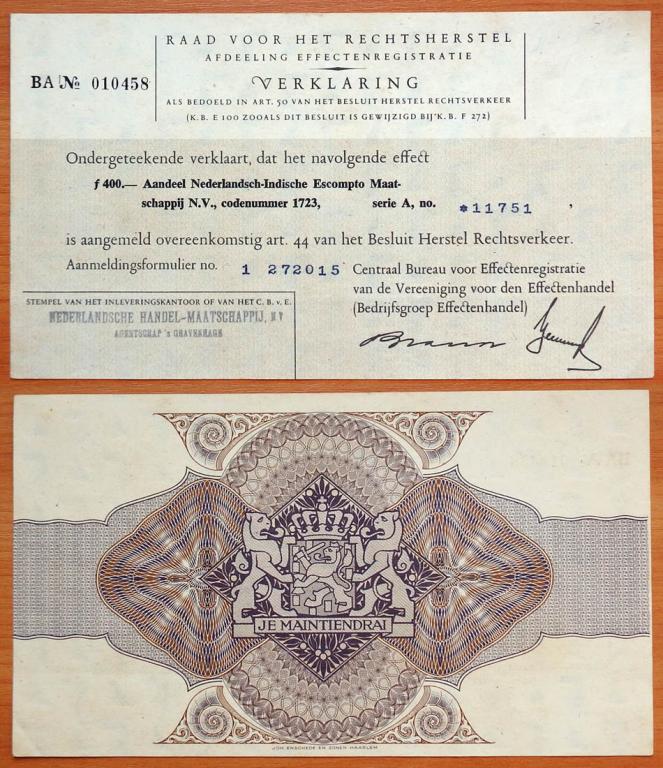 RAAD VOOR HET RECHTSHERSTEL
AFDEELING EFFECTENREGISTRATIE
BA № 010458
VERKLARING
ALS BEDOELD IN ART. 50 VAN HET BESLUIT HERSTEL RECHTSVERKEER
(K.B. E 100 ZOOALS DIT BESLUIT IS GEWIJZIGD BIJ K.B. F 272)
Ondergeteekende verklaart, dat het navolgende effect
ƒ 400.— Aandeel Nederlandsch-Indische Escompto Maat-
schappij N.V., codenummer 1723, serie A, no. *11751 ,
is aangemeld overeenkomstig art. 44 van het Besluit Herstel Rechtsverkeer.
Aanmeldingsformulier no. 1 272015
Centraal Bureau voor Effectenregistratie
van de Vereeniging voor den Effectenhandel
(Bedrijfsgroep Effectenhandel)
STEMPEL VAN HET INLEVERINGSKANTOOR OF VAN HET C. B. v. E.
NEDERLANDSCHE HANDEL-MAATSCHAPPIJ, N.V
AGENTSCHAP 's GRAVENHAGE
JE MAINTIENDRAI
JOH. ENSCHEDÉ EN ZONEN HAARLEM